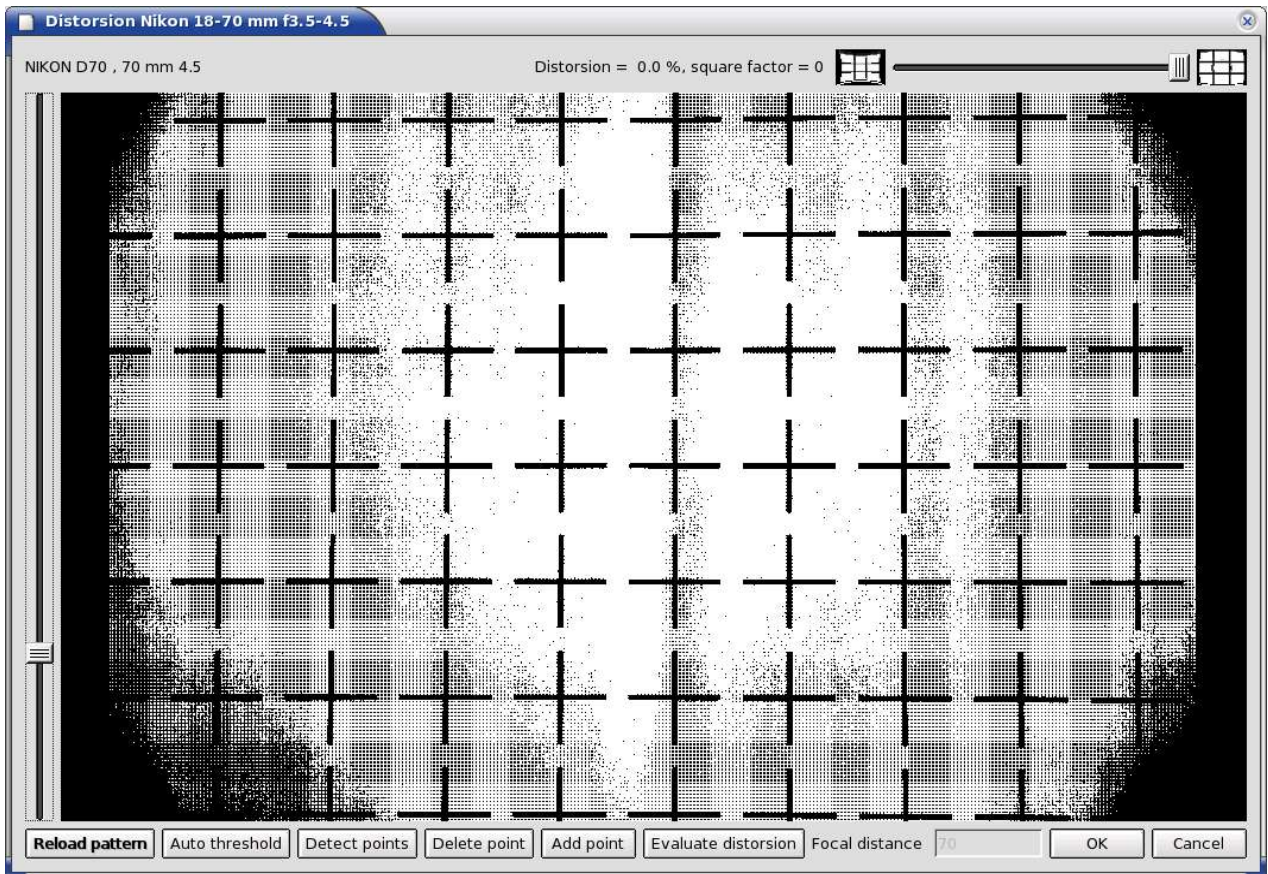 Distorsion Nikon 18-70 mm f3.5-4.5
NIKON D70 , 70 mm 4.5 Distorsion = 0.0 %, square factor = 0
Reload pattern Auto threshold Detect points Delete point Add point Evaluate distorsion Focal distance 70 OK Cancel